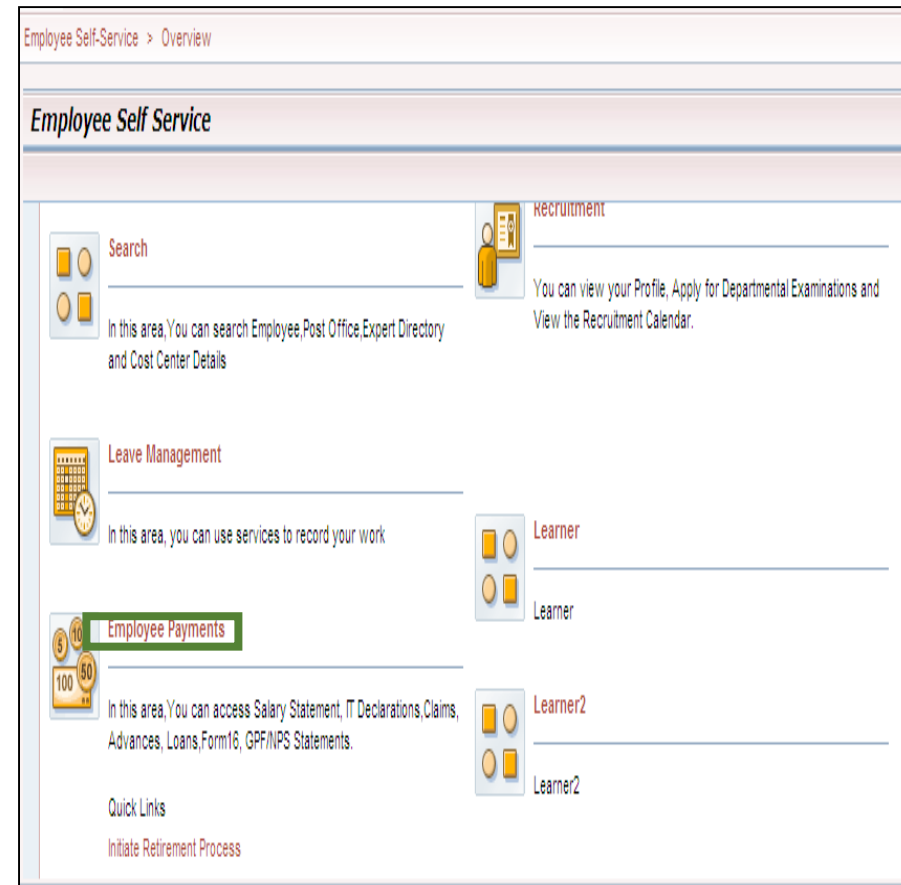 Employee Self-Service > Overview
Employee Self Service
Search
In this area,You can search Employee,Post Office,Expert Directory
and Cost Center Details
Leave Management
In this area, you can use services to record your work
Employee Payments
5 10
50
100
In this area,You can access Salary Statement, IT Declarations,Claims,
Advances, Loans,Form16, GPF/NPS Statements.
Quick Links
Initiate Retirement Process
Recruitment
You can view your Profile, Apply for Departmental Examinations and
View the Recruitment Calendar.
Learner
Learner
Learner2
Learner2